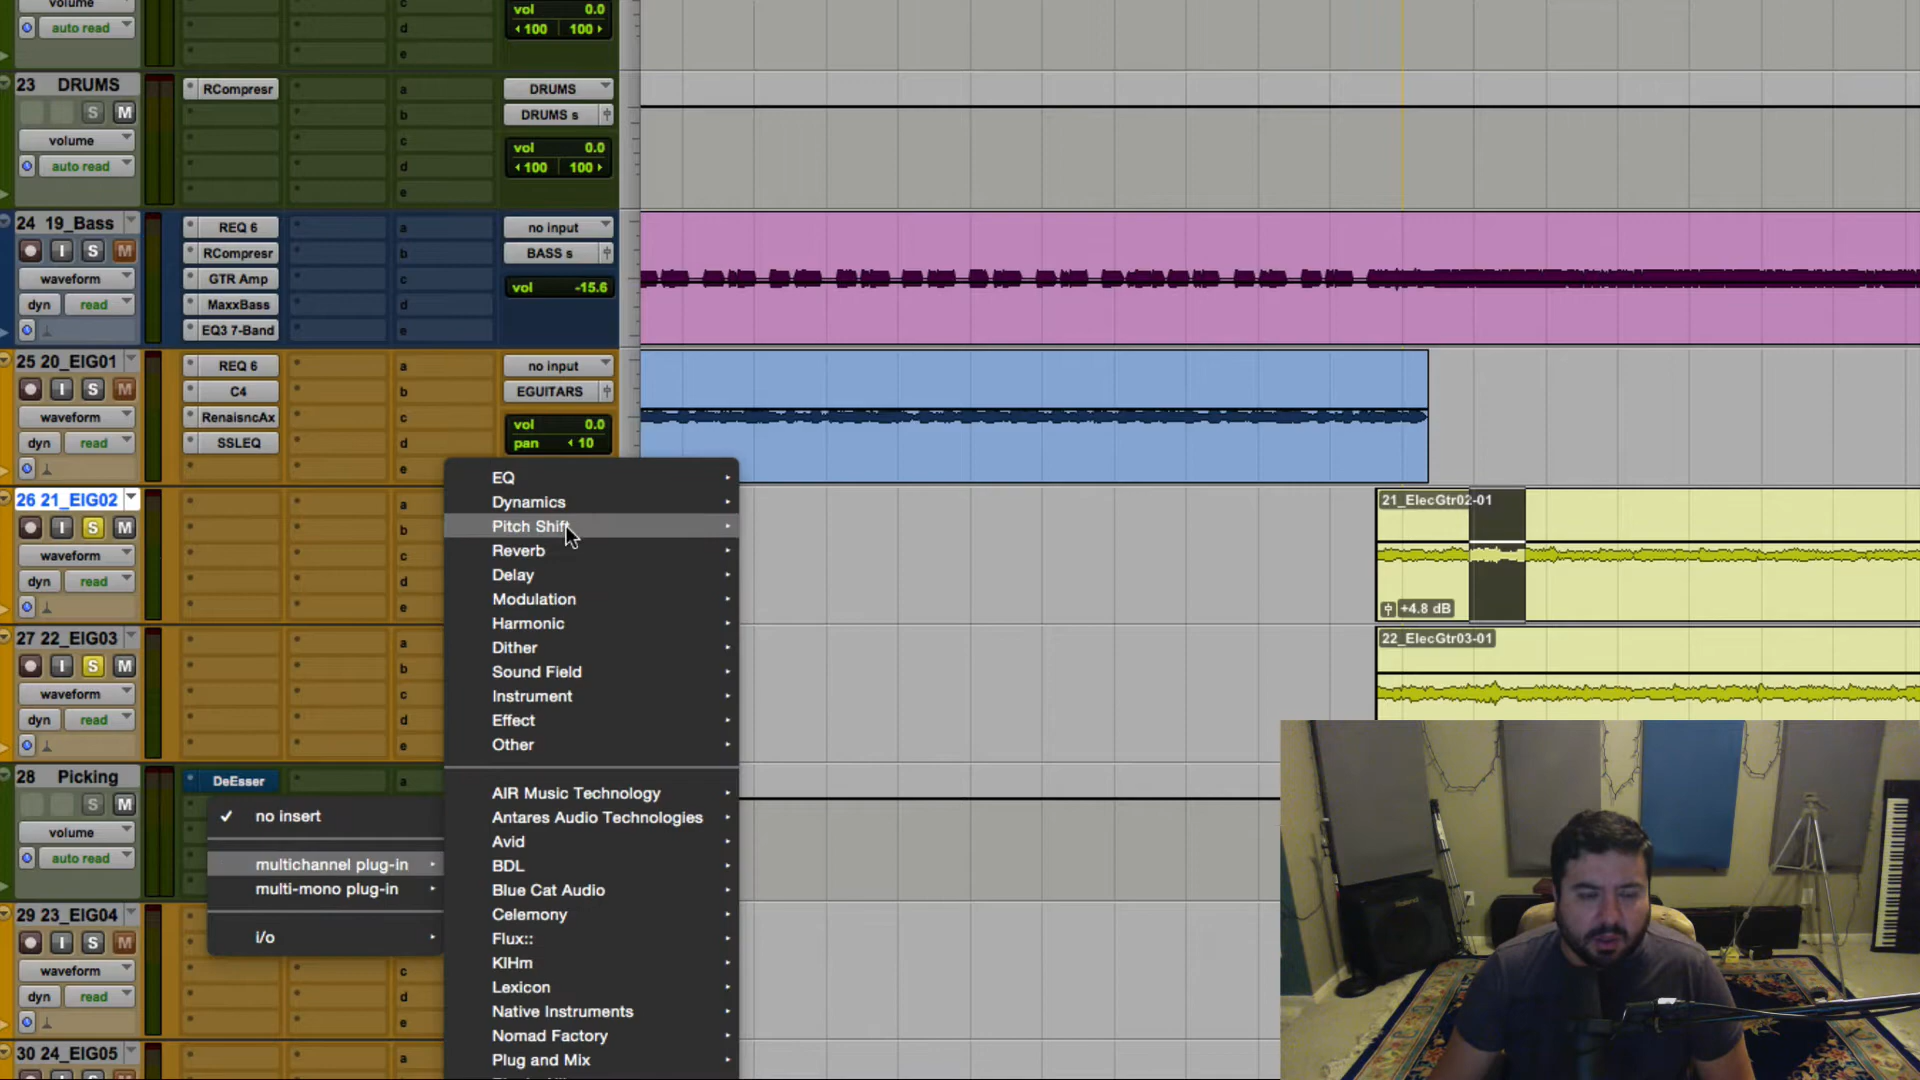 volume
auto read
c
d
e
vol 0.0
100 100
23 DRUMS
S M
volume
auto read
RCompresr
a
b
c
d
e
DRUMS
DRUMS s
vol 0.0
100 100
24 19_Bass
I S M
waveform
dyn read
REQ 6
RCompresr
GTR Amp
MaxxBass
EQ3 7-Band
a
b
c
d
e
no input
BASS s
vol -15.6
25 20_EIG01
I S M
waveform
dyn read
REQ 6
C4
RenaisncAx
SSLEQ
a
b
c
d
e
no input
EGUITARS
vol 0.0
pan 10
26 21_EIG02
I S M
waveform
dyn read
a
b
c
d
e
21_ElecGtr02-01
+4.8 dB
27 22_EIG03
I S M
waveform
dyn read
a
b
c
d
e
22_ElecGtr03-01
28 Picking
S M
volume
auto read
DeEsser
a
no insert
multichannel plug-in
multi-mono plug-in
i/o
EQ
Dynamics
Pitch Shift
Reverb
Delay
Modulation
Harmonic
Dither
Sound Field
Instrument
Effect
Other
AIR Music Technology
Antares Audio Technologies
Avid
BDL
Blue Cat Audio
Celemony
Flux::
KIHm
Lexicon
Native Instruments
Nomad Factory
Plug and Mix
29 23_EIG04
I S M
waveform
dyn read
c
d
e
30 24_EIG05
a